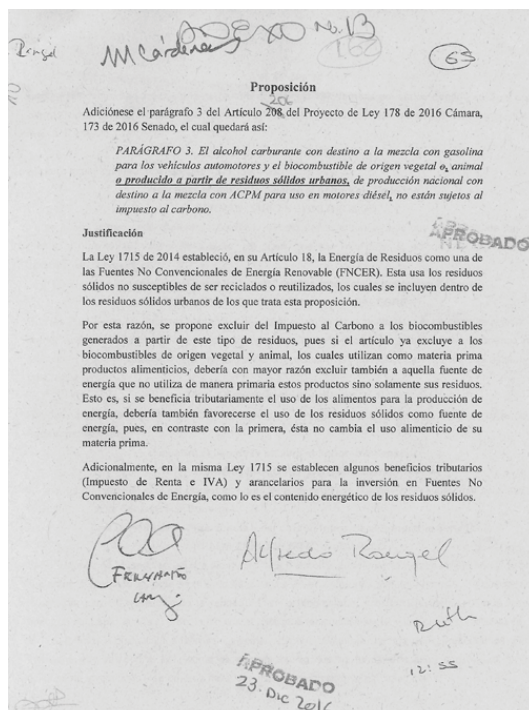 ANEXO No. 13
Rangel
MCárdenas
166
65
Proposición
206
Adiciónese el parágrafo 3 del Artículo 208 del Proyecto de Ley 178 de 2016 Cámara,
173 de 2016 Senado, el cual quedará así:
PARÁGRAFO 3. El alcohol carburante con destino a la mezcla con gasolina
para los vehículos automotores y el biocombustible de origen vegetal o, animal
o producido a partir de residuos sólidos urbanos, de producción nacional con
destino a la mezcla con ACPM para uso en motores diésel, no están sujetos al
impuesto al carbono.
APROBADO
Justificación
La Ley 1715 de 2014 estableció, en su Artículo 18, la Energía de Residuos como una de
las Fuentes No Convencionales de Energía Renovable (FNCER). Esta usa los residuos
sólidos no susceptibles de ser reciclados o reutilizados, los cuales se incluyen dentro de
los residuos sólidos urbanos de los que trata esta proposición.
Por esta razón, se propone excluir del Impuesto al Carbono a los biocombustibles
generados a partir de este tipo de residuos, pues si el artículo ya excluye a los
biocombustibles de origen vegetal y animal, los cuales utilizan como materia prima
productos alimenticios, debería con mayor razón excluir también a aquella fuente de
energía que no utiliza de manera primaria estos productos sino solamente sus residuos.
Esto es, si se beneficia tributariamente el uso de los alimentos para la producción de
energía, debería también favorecerse el uso de los residuos sólidos como fuente de
energía, pues, en contraste con la primera, ésta no cambia el uso alimenticio de su
materia prima.
Adicionalmente, en la misma Ley 1715 se establecen algunos beneficios tributarios
(Impuesto de Renta e IVA) y arancelarios para la inversión en Fuentes No
Convencionales de Energía, como lo es el contenido energético de los residuos sólidos.
Alfredo Rangel
FERNANDO
Ruth
12:55
APROBADO
23. Dic 2016